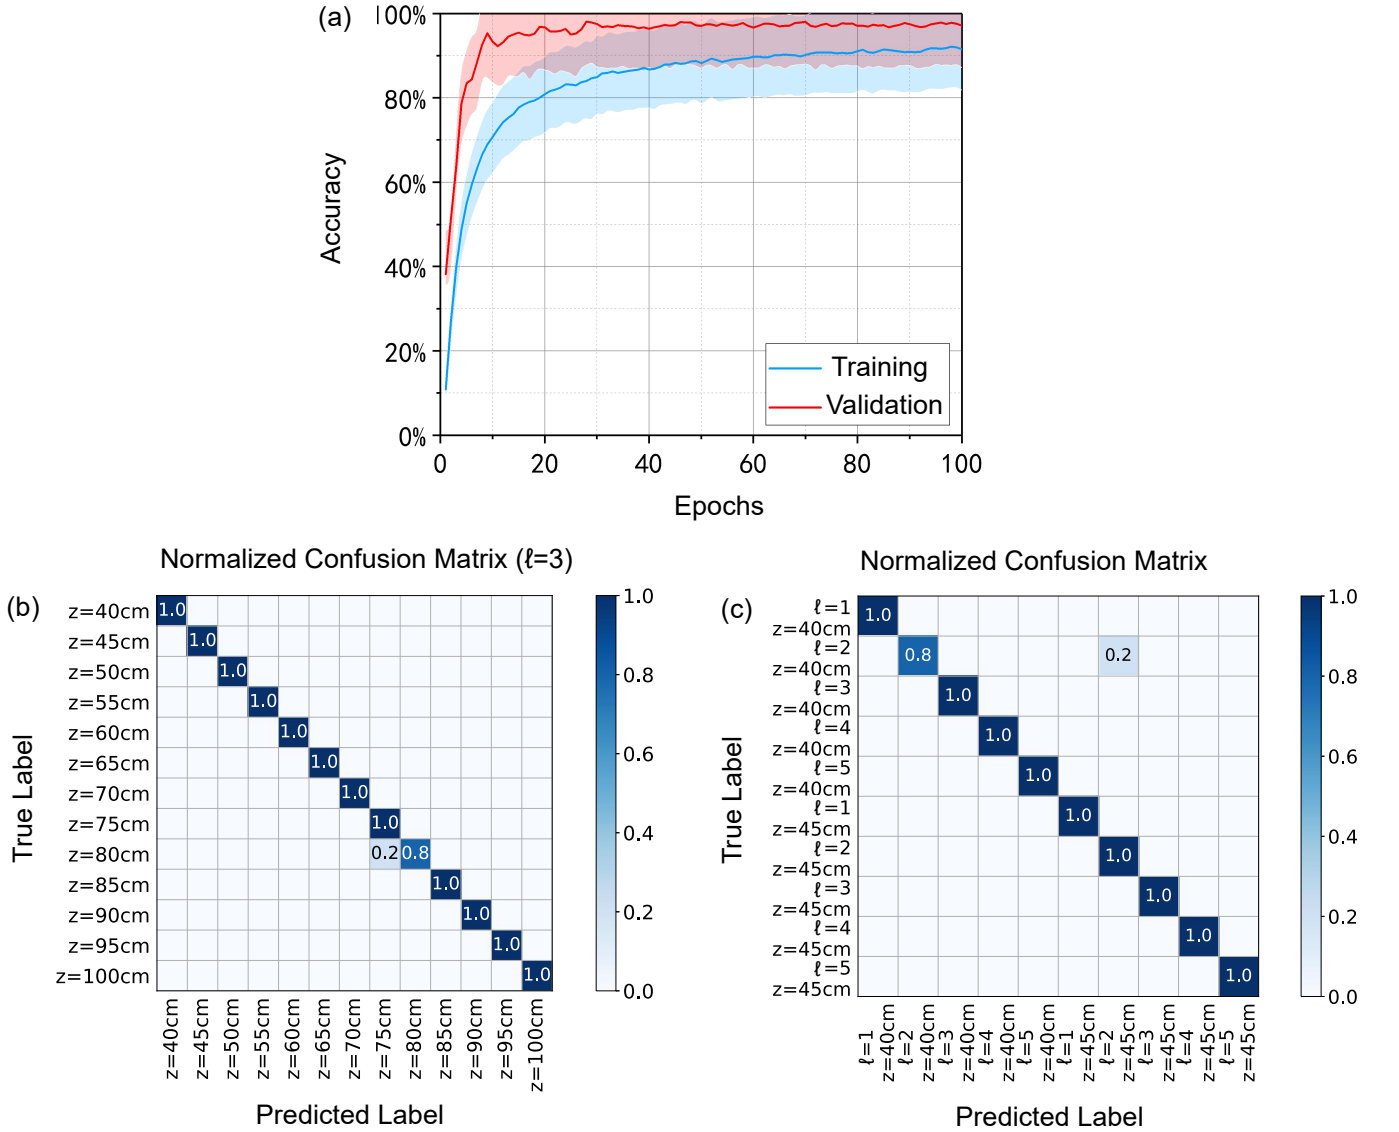 (a)
100%
80%
60%
40%
20%
0%
Accuracy
Training
Validation
0 20 40 60 80 100
Epochs
Normalized Confusion Matrix (ℓ=3)
(b)
True Label
z=40cm 1.0
z=45cm 1.0
z=50cm 1.0
z=55cm 1.0
z=60cm 1.0
z=65cm 1.0
z=70cm 1.0
z=75cm 1.0
z=80cm 0.2 0.8
z=85cm 1.0
z=90cm 1.0
z=95cm 1.0
z=100cm 1.0
z=40cm z=45cm z=50cm z=55cm z=60cm z=65cm z=70cm z=75cm z=80cm z=85cm z=90cm z=95cm z=100cm
Predicted Label
1.0
0.8
0.6
0.4
0.2
0.0
Normalized Confusion Matrix
(c)
True Label
ℓ=1
z=40cm 1.0
ℓ=2
z=40cm 0.8 0.2
ℓ=3
z=40cm 1.0
ℓ=4
z=40cm 1.0
ℓ=5
z=40cm 1.0
ℓ=1
z=45cm 1.0
ℓ=2
z=45cm 1.0
ℓ=3
z=45cm 1.0
ℓ=4
z=45cm 1.0
ℓ=5
z=45cm 1.0
ℓ=1
z=40cm
ℓ=2
z=40cm
ℓ=3
z=40cm
ℓ=4
z=40cm
ℓ=5
z=40cm
ℓ=1
z=45cm
ℓ=2
z=45cm
ℓ=3
z=45cm
ℓ=4
z=45cm
ℓ=5
z=45cm
Predicted Label
1.0
0.8
0.6
0.4
0.2
0.0